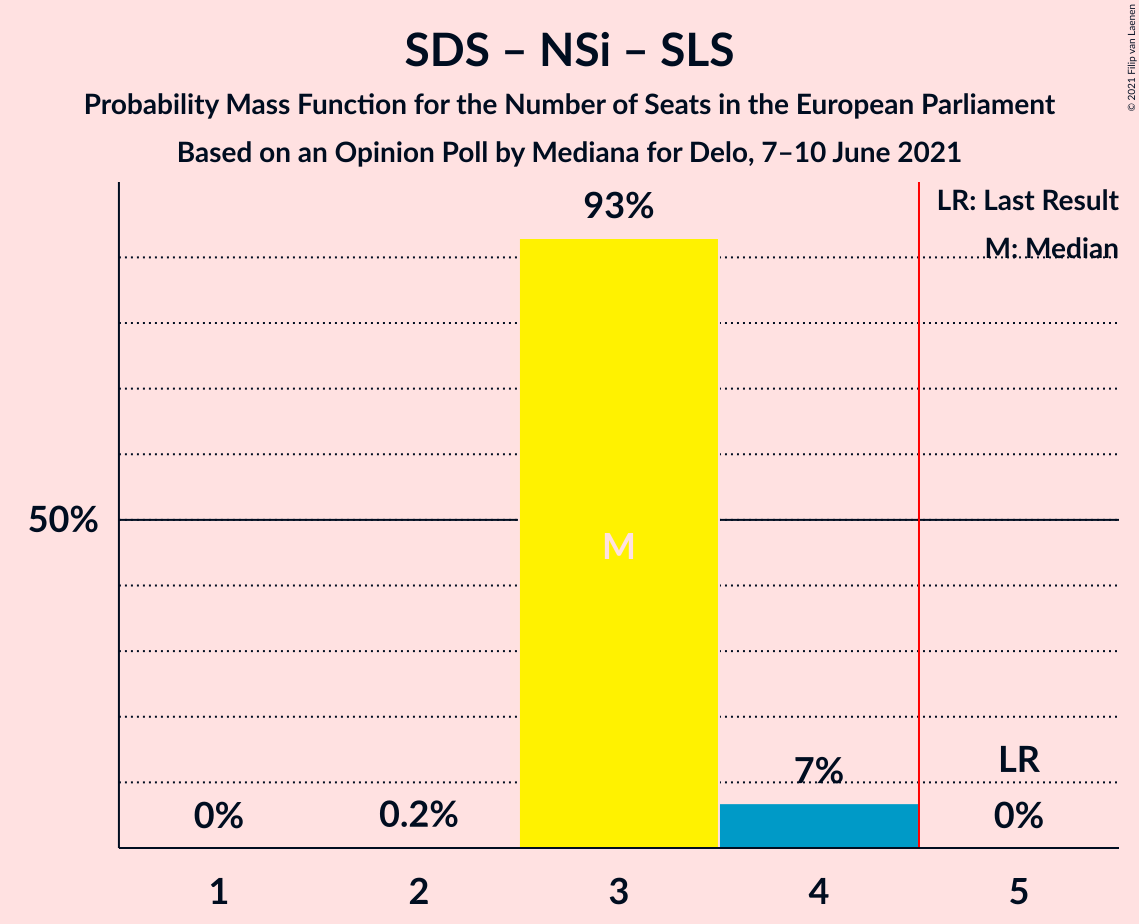 SDS – NSi – SLS
Probability Mass Function for the Number of Seats in the European Parliament
Based on an Opinion Poll by Mediana for Delo, 7–10 June 2021
© 2021 Filip van Laenen
LR: Last Result
M: Median
93%
50%
M
LR
7%
0%
0.2%
0%
1
2
3
4
5